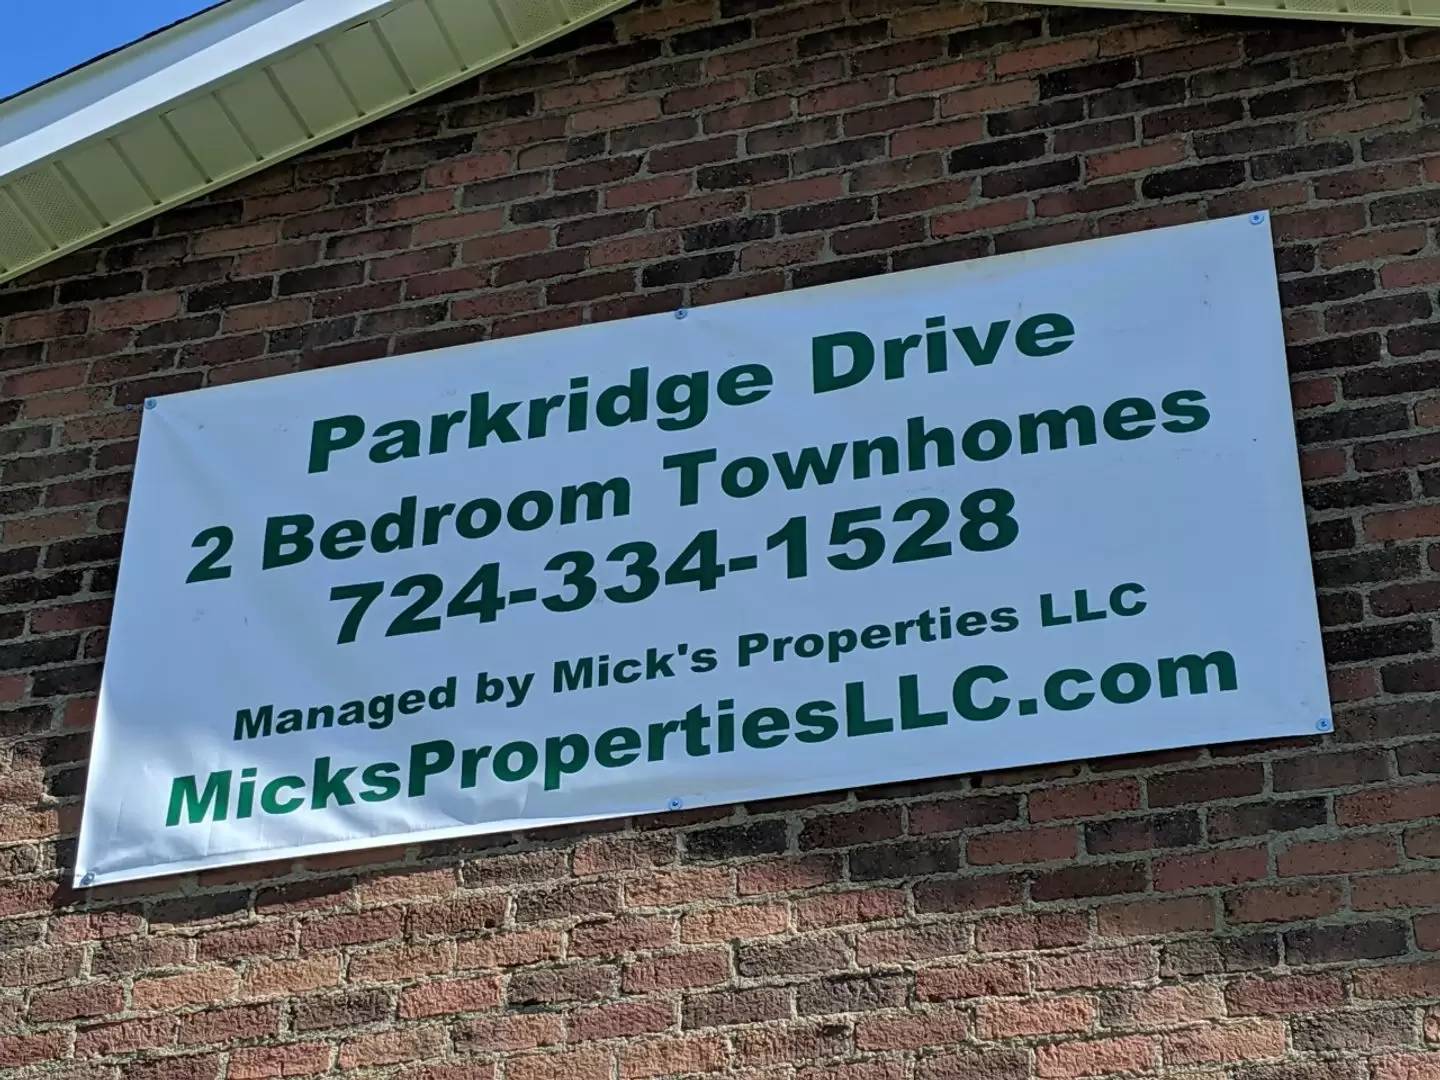 Parkridge Drive
2 Bedroom Townhomes
724-334-1528
Managed by Mick's Properties LLC
MicksPropertiesLLC.com